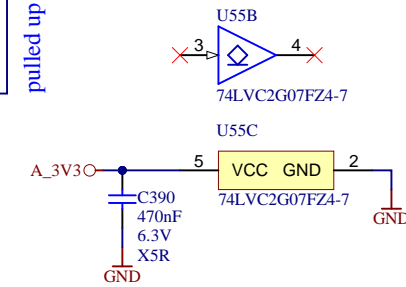 pulled up
U55B
3
4
74LVC2G07FZ4-7
U55C
A_3V3
5
VCC GND
2
74LVC2G07FZ4-7
C390
470nF
6.3V
X5R
GND
GND